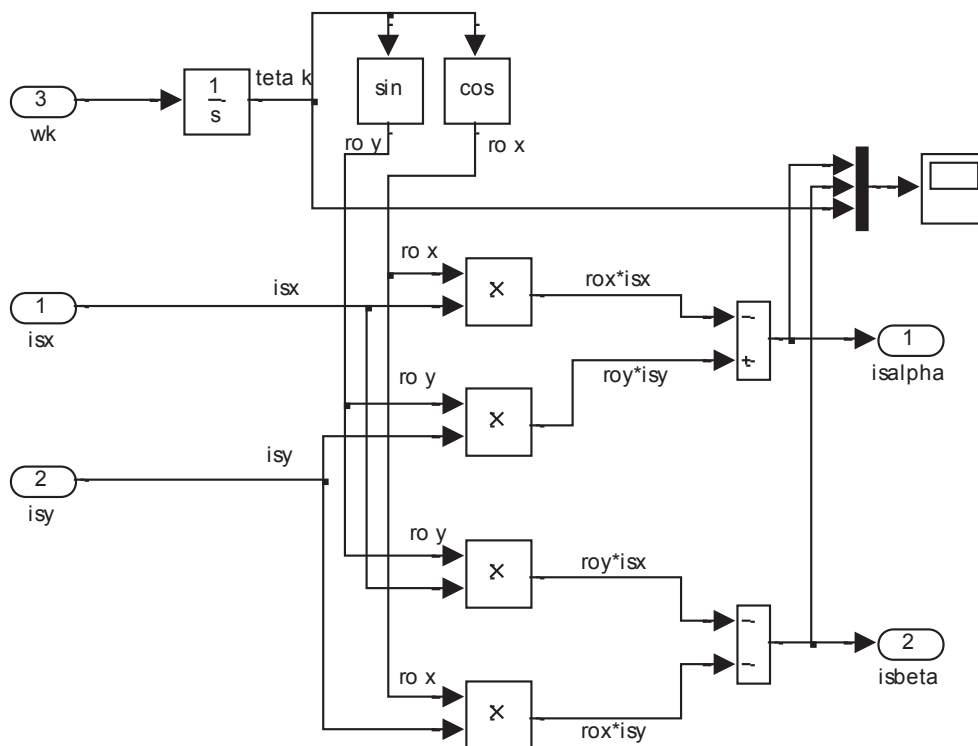 teta k
1
s
sin
cos
3
wk
ro y
ro x
ro x
isx
×
rox*isx
-
1
isx
+
1
isalpha
ro y
×
roy*isy
isy
2
isy
ro y
×
roy*isx
-
-
2
isbeta
ro x
×
rox*isy